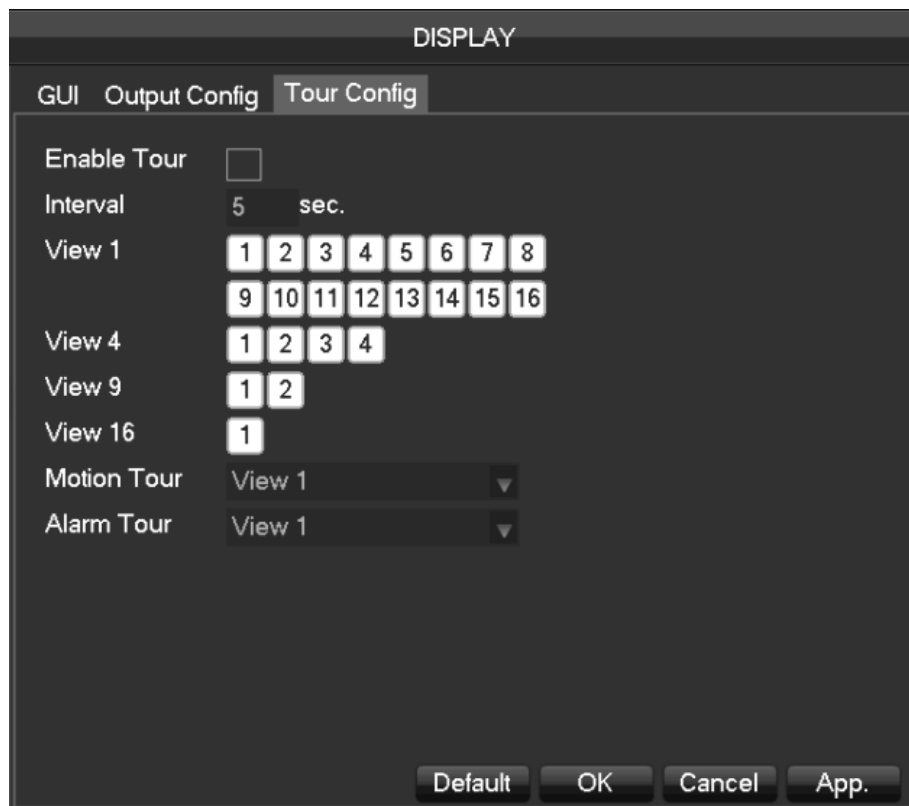 DISPLAY
GUI Output Config Tour Config
Enable Tour
Interval 5 sec.
View 1 1 2 3 4 5 6 7 8
9 10 11 12 13 14 15 16
View 4 1 2 3 4
View 9 1 2
View 16 1
Motion Tour View 1
Alarm Tour View 1
Default OK Cancel App.